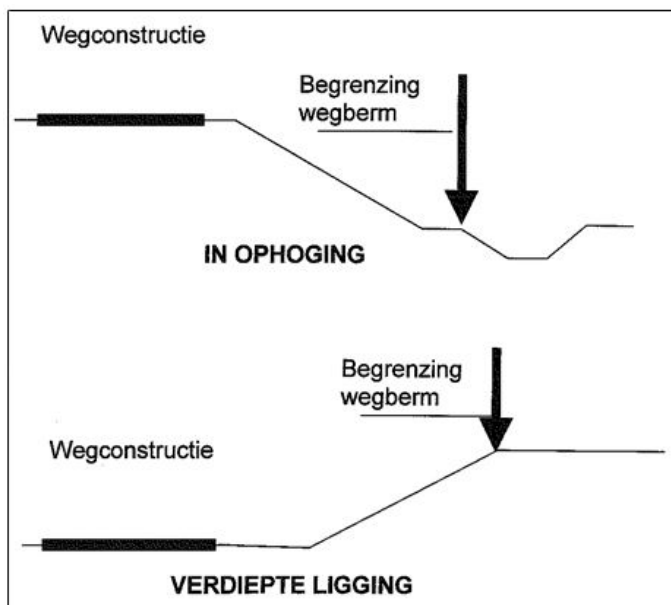 Wegconstructie
Begrenzing
wegberm
IN OPHOGING
Begrenzing
wegberm
Wegconstructie
VERDIEPTE LIGGING